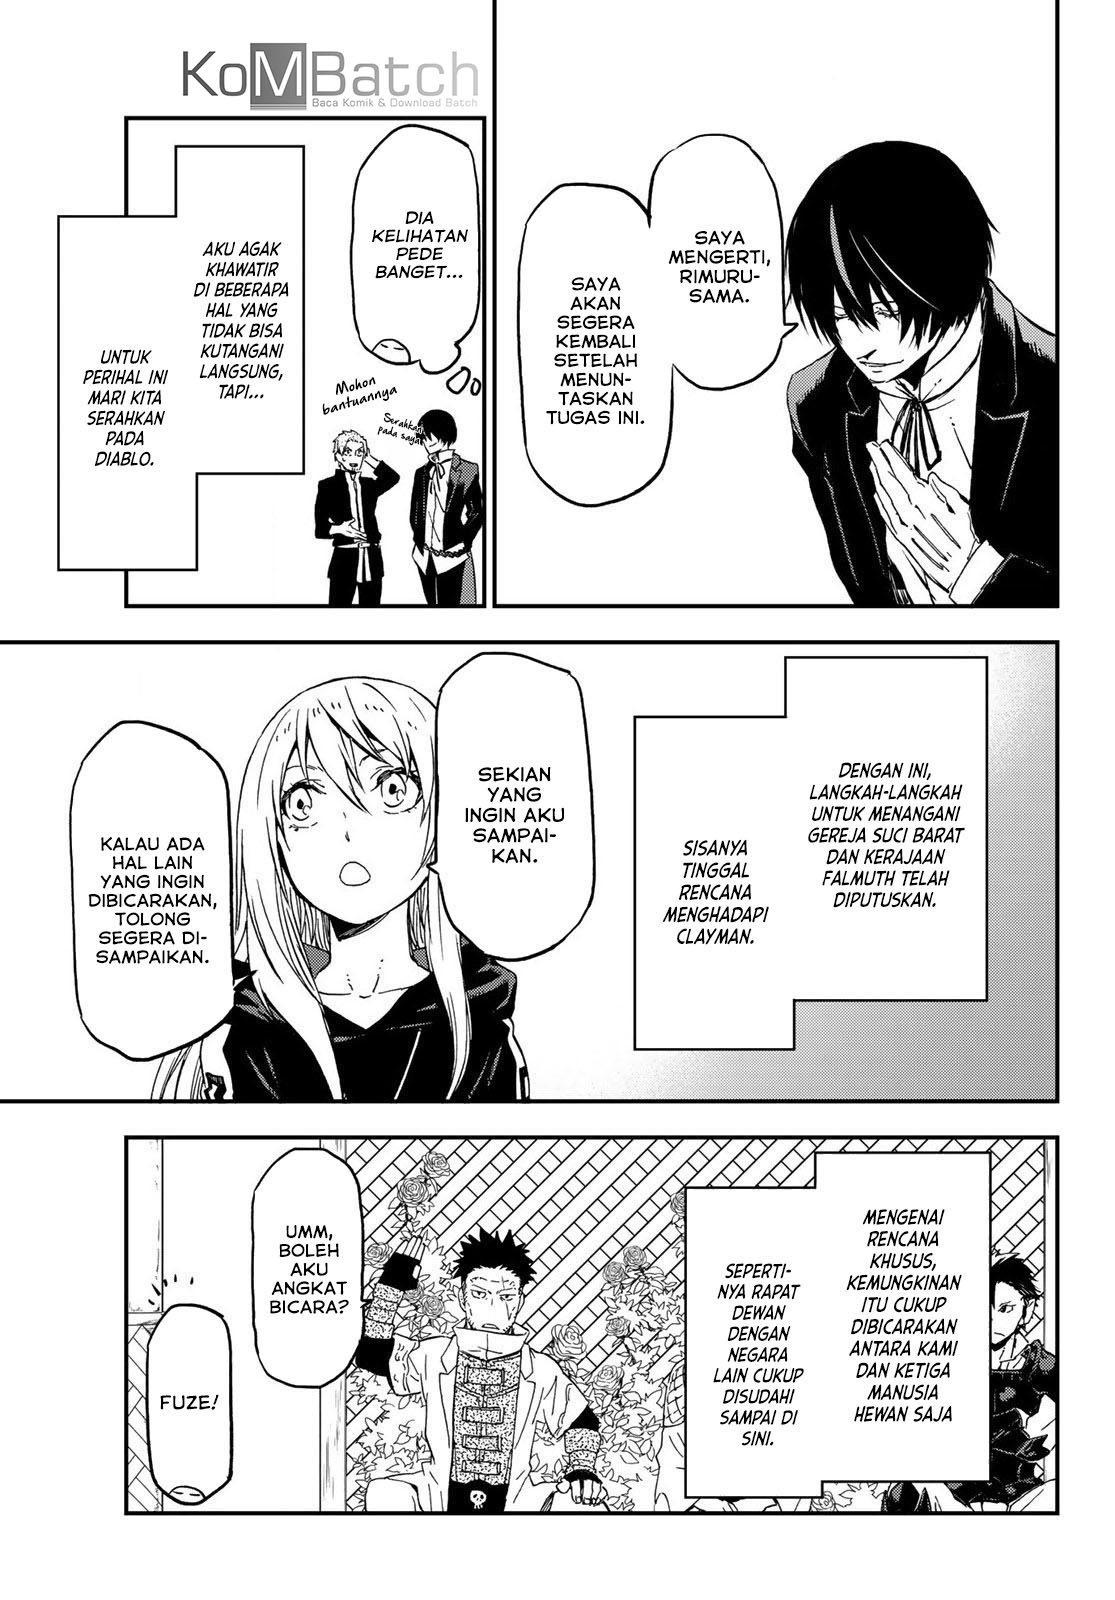 KoMBatch
Baca Komik & Download Batch
SAYA
MENGERTI,
RIMURU-
SAMA.
SAYA
AKAN
SEGERA
KEMBALI
SETELAH
MENUN-
TASKAN
TUGAS INI.
DIA
KELIHATAN
PEDE
BANGET...
Mohon
bantuannya
Serahkan
pada saya
AKU AGAK
KHAWATIR
DI BEBERAPA
HAL YANG
TIDAK BISA
KUTANGANI
LANGSUNG,
TAPI...
UNTUK
PERIHAL INI
MARI KITA
SERAHKAN
PADA
DIABLO.
DENGAN INI,
LANGKAH-LANGKAH
UNTUK MENANGANI
GEREJA SUCI BARAT
DAN KERAJAAN
FALMUTH TELAH
DIPUTUSKAN.
SISANYA
TINGGAL
RENCANA
MENGHADAPI
CLAYMAN.
SEKIAN
YANG
INGIN AKU
SAMPAI-
KAN.
KALAU ADA
HAL LAIN
YANG INGIN
DIBICARAKAN,
TOLONG
SEGERA DI-
SAMPAIKAN.
MENGENAI
RENCANA
KHUSUS,
KEMUNGKINAN
ITU CUKUP
DIBICARAKAN
ANTARA KAMI
DAN KETIGA
MANUSIA
HEWAN SAJA
SEPERTI-
NYA RAPAT
DEWAN
DENGAN
NEGARA
LAIN CUKUP
DISUDAHI
SAMPAI DI
SINI.
UMM,
BOLEH
AKU
ANGKAT
BICARA?
FUZE!